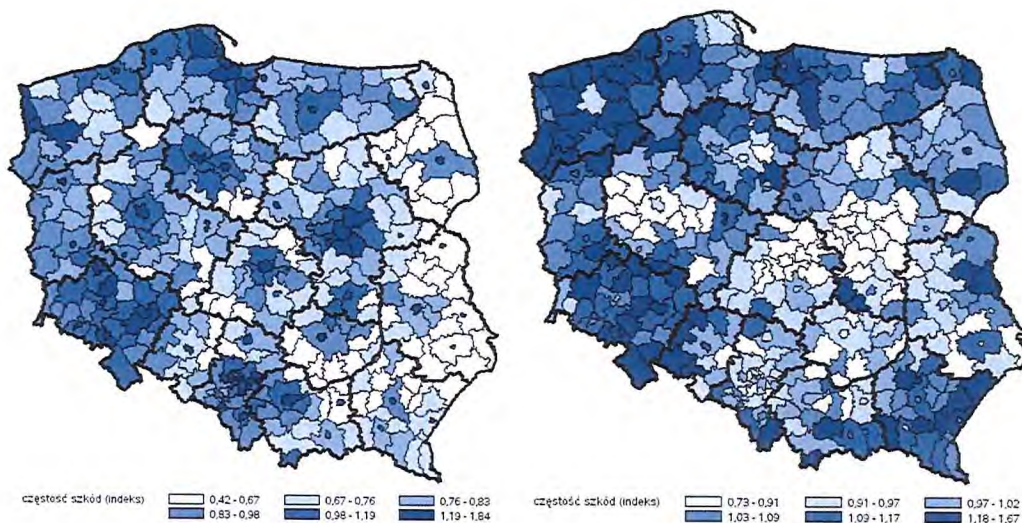 częstość szkód (indeks) 0,42 - 0,67 0,67 - 0,76 0,76 - 0,83
0,83 - 0,98 0,98 - 1,19 1,19 - 1,84
częstość szkód (indeks) 0,73 - 0,91 0,91 - 0,97 0,97 - 1,02
1,03 - 1,09 1,09 - 1,17 1,18 - 1,67